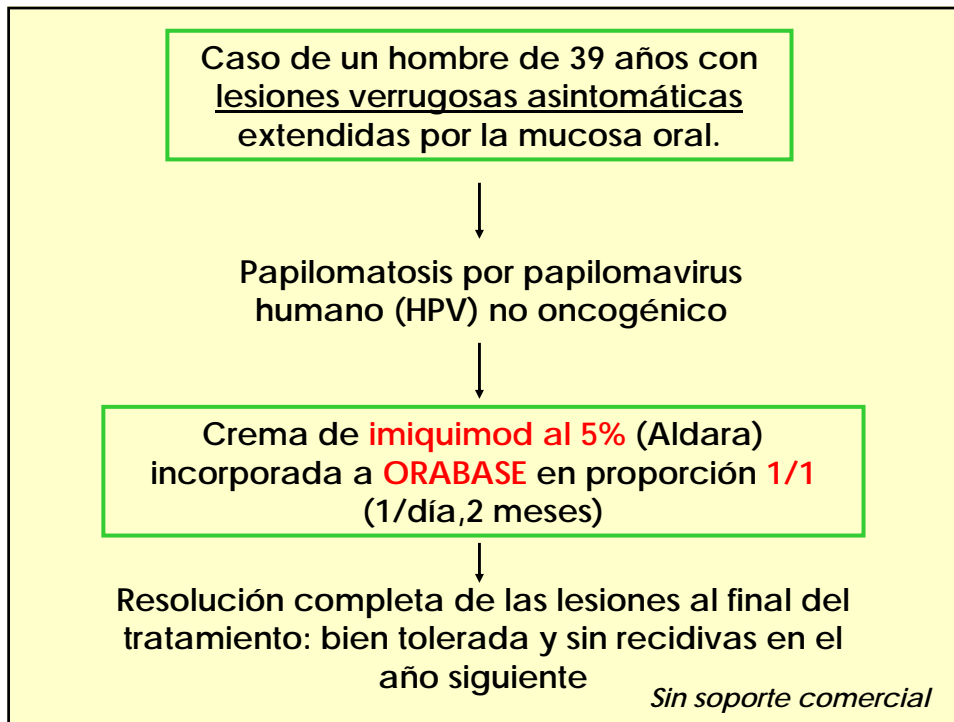 Caso de un hombre de 39 años con
lesiones verrugosas asintomáticas
extendidas por la mucosa oral.
Papilomatosis por papilomavirus
humano (HPV) no oncogénico
Crema de imiquimod al 5% (Aldara)
incorporada a ORABASE en proporción 1/1
(1/día,2 meses)
Resolución completa de las lesiones al final del
tratamiento: bien tolerada y sin recidivas en el
año siguiente
Sin soporte comercial